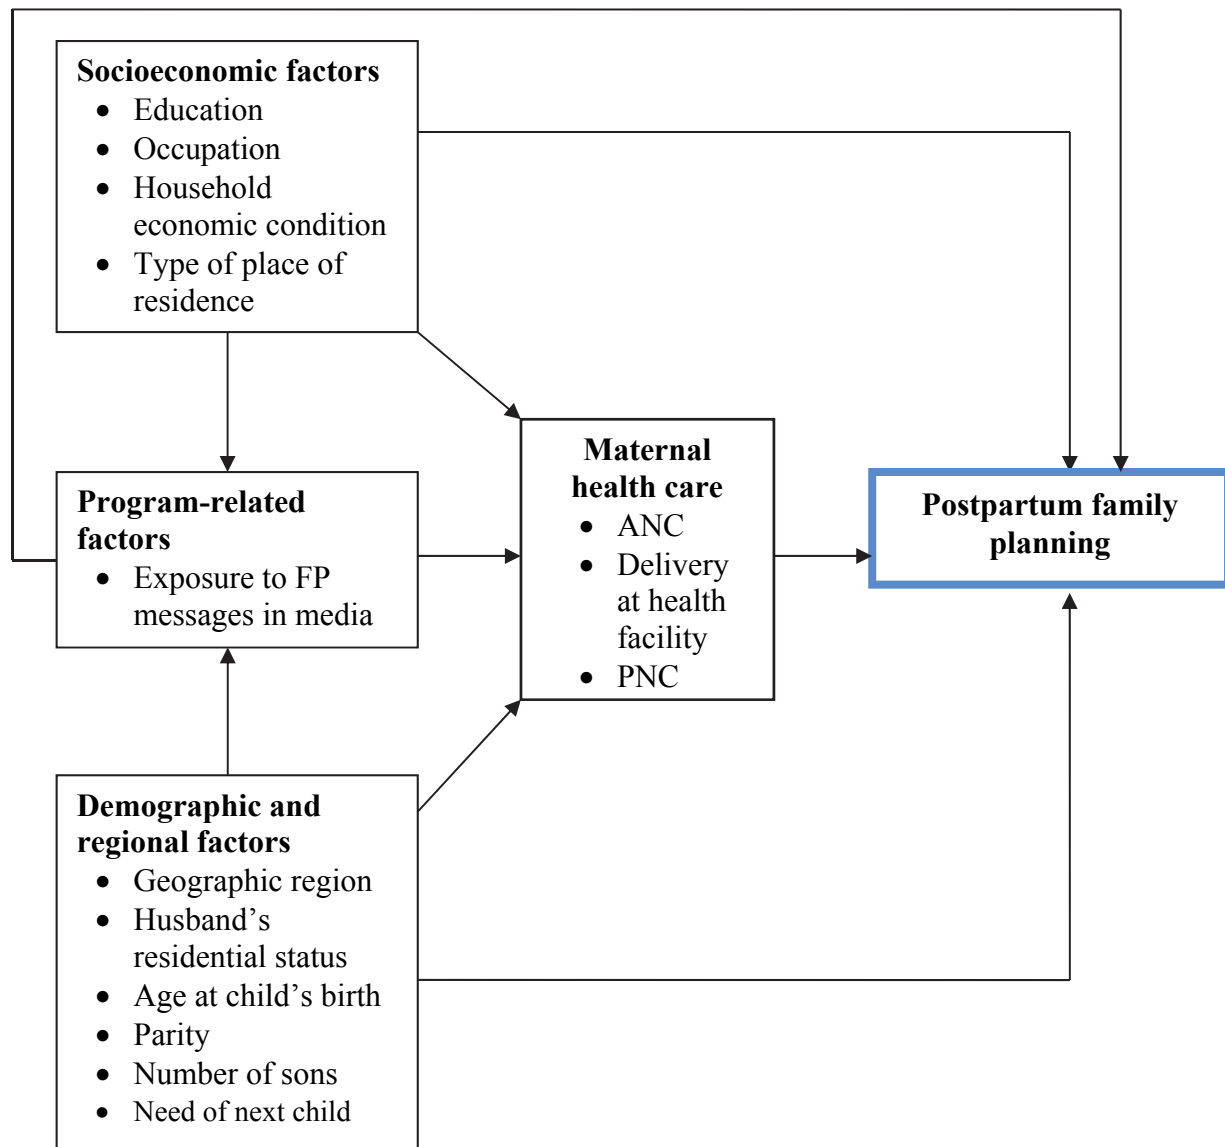 Socioeconomic factors
• Education
• Occupation
• Household
economic condition
• Type of place of
residence
Program-related
factors
• Exposure to FP
messages in media
Maternal
health care
• ANC
• Delivery
at health
facility
• PNC
Postpartum family
planning
Demographic and
regional factors
• Geographic region
• Husband’s
residential status
• Age at child’s birth
• Parity
• Number of sons
• Need of next child